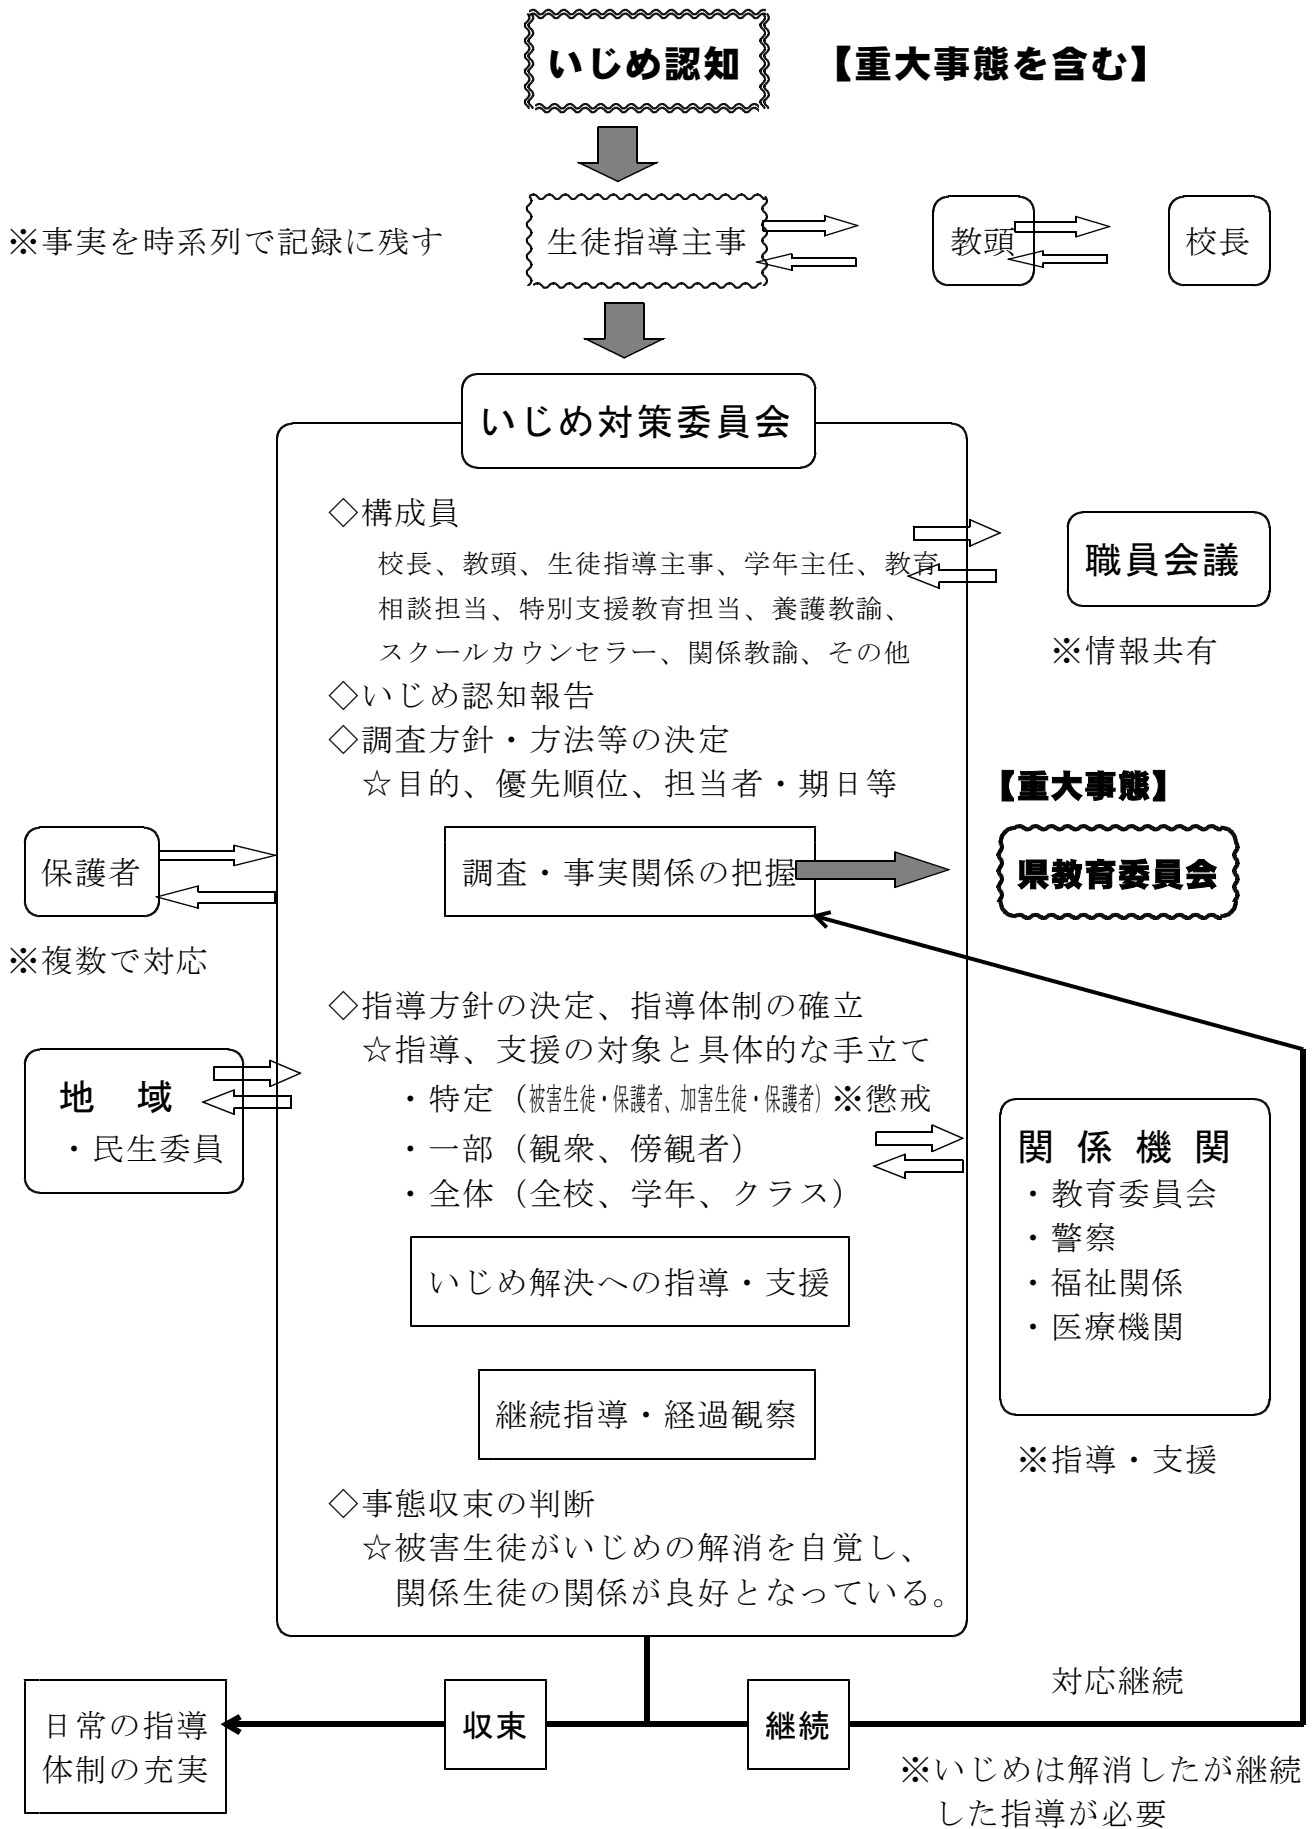 いじめ認知
【重大事態を含む】
※事実を時系列で記録に残す
生徒指導主事
教頭
校長
いじめ対策委員会
◇構成員
校長、教頭、生徒指導主事、学年主任、教育
相談担当、特別支援教育担当、養護教諭、
スクールカウンセラー、関係教諭、その他
職員会議
※情報共有
◇いじめ認知報告
◇調査方針・方法等の決定
☆目的、優先順位、担当者・期日等
【重大事態】
保護者
調査・事実関係の把握
県教育委員会
※複数で対応
◇指導方針の決定、指導体制の確立
☆指導、支援の対象と具体的な手立て
・特定（被害生徒・保護者、加害生徒・保護者）※懲戒
・一部（観衆、傍観者）
・全体（全校、学年、クラス）
地　域
・民生委員
関係機関
・教育委員会
・警察
・福祉関係
・医療機関
※指導・支援
いじめ解決への指導・支援
継続指導・経過観察
◇事態収束の判断
☆被害生徒がいじめの解消を自覚し、
関係生徒の関係が良好となっている。
日常の指導
体制の充実
収束
継続
対応継続
※いじめは解消したが継続
した指導が必要